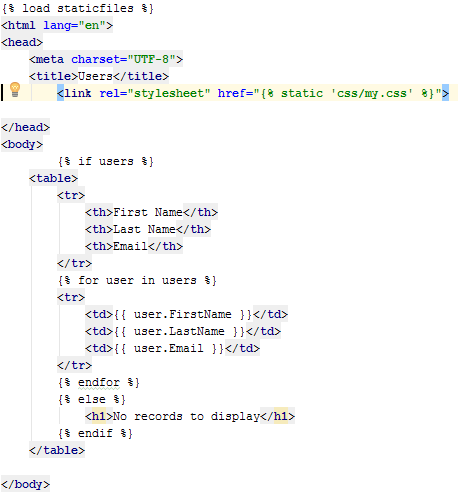 {% load staticfiles %}
<html lang="en">
<head>
    <meta charset="UTF-8">
    <title>Users</title>
        <link rel="stylesheet" href="{% static 'css/my.css' %}">

</head>
<body>
        {% if users %}
    <table>
        <tr>
            <th>First Name</th>
            <th>Last Name</th>
            <th>Email</th>
        </tr>
        {% for user in users %}
        <tr>
            <td>{{ user.FirstName }}</td>
            <td>{{ user.LastName }}</td>
            <td>{{ user.Email }}</td>
        </tr>
        {% endfor %}
        {% else %}
            <h1>No records to display</h1>
        {% endif %}
    </table>

</body>